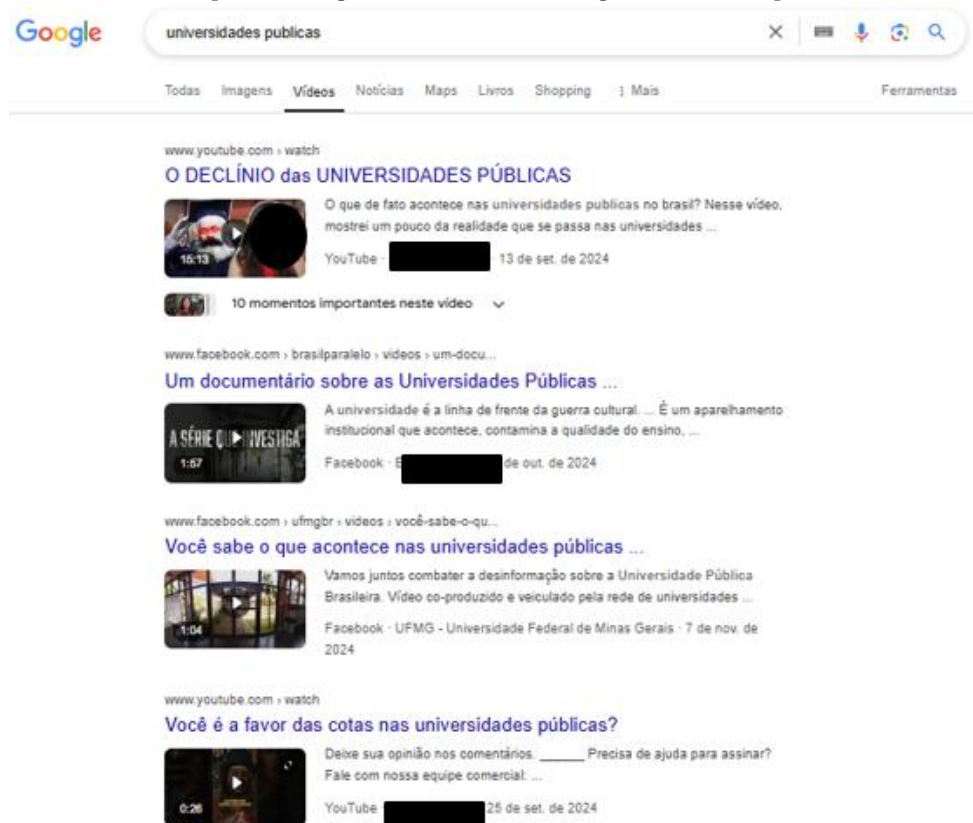 Google
universidades publicas
Todas Imagens Vídeos Notícias Maps Livros Shopping ⋮ Mais Ferramentas
www.youtube.com › watch
O DECLÍNIO das UNIVERSIDADES PÚBLICAS
O que de fato acontece nas universidades publicas no brasil? Nesse vídeo,
mostrei um pouco da realidade que se passa nas universidades ...
15:13
YouTube · 13 de set. de 2024
10 momentos importantes neste vídeo
www.facebook.com › brasilparalelo › videos › um-docu...
Um documentário sobre as Universidades Públicas ...
A universidade é a linha de frente da guerra cultural. ... É um aparelhamento
institucional que acontece, contamina a qualidade do ensino, ...
A SÉRIE QUE INVESTIGA
1:57
Facebook · de out. de 2024
www.facebook.com › ufmgbr › videos › você-sabe-o-qu...
Você sabe o que acontece nas universidades públicas ...
Vamos juntos combater a desinformação sobre a Universidade Pública
Brasileira. Vídeo co-produzido e veiculado pela rede de universidades ...
1:04
Facebook · UFMG - Universidade Federal de Minas Gerais · 7 de nov. de
2024
www.youtube.com › watch
Você é a favor das cotas nas universidades públicas?
Deixe sua opinião nos comentários. ______ Precisa de ajuda para assinar?
Fale com nossa equipe comercial: ...
0:26
YouTube 25 de set. de 2024